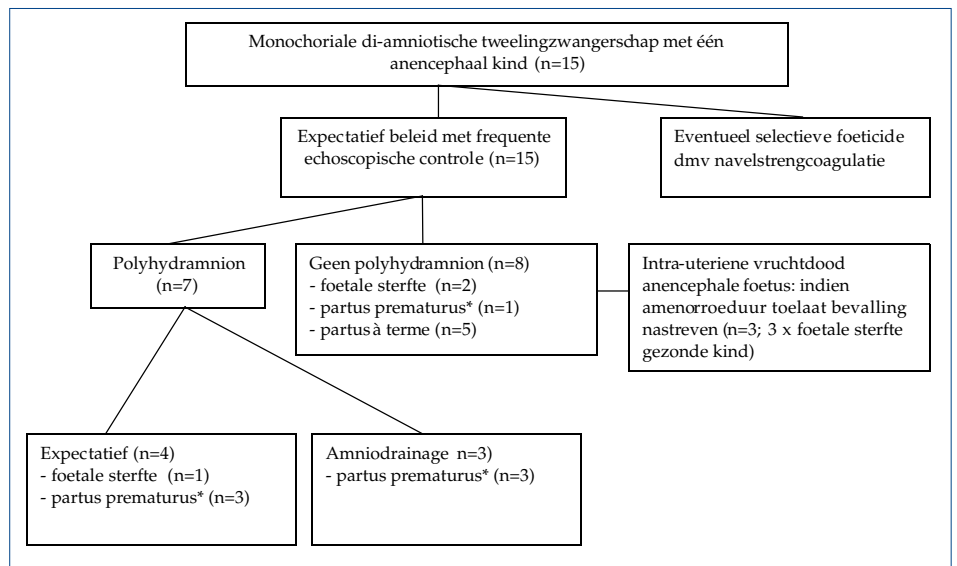 Monochoriale di-amniotische tweelingzwangerschap met één
anencephaal kind (n=15)
Expectatief beleid met frequente
echoscopische controle (n=15)
Eventueel selectieve foeticide
dmv navelstrengcoagulatie
Polyhydramnion
(n=7)
Geen polyhydramnion (n=8)
- foetale sterfte (n=2)
- partus prematurus* (n=1)
- partus à terme (n=5)
Intra-uteriene vruchtdood
anencephale foetus: indien
amenorroeduur toelaat bevalling
nastreven (n=3; 3 x foetale sterfte
gezonde kind)
Expectatief (n=4)
- foetale sterfte (n=1)
- partus prematurus* (n=3)
Amniodrainage n=3)
- partus prematurus* (n=3)